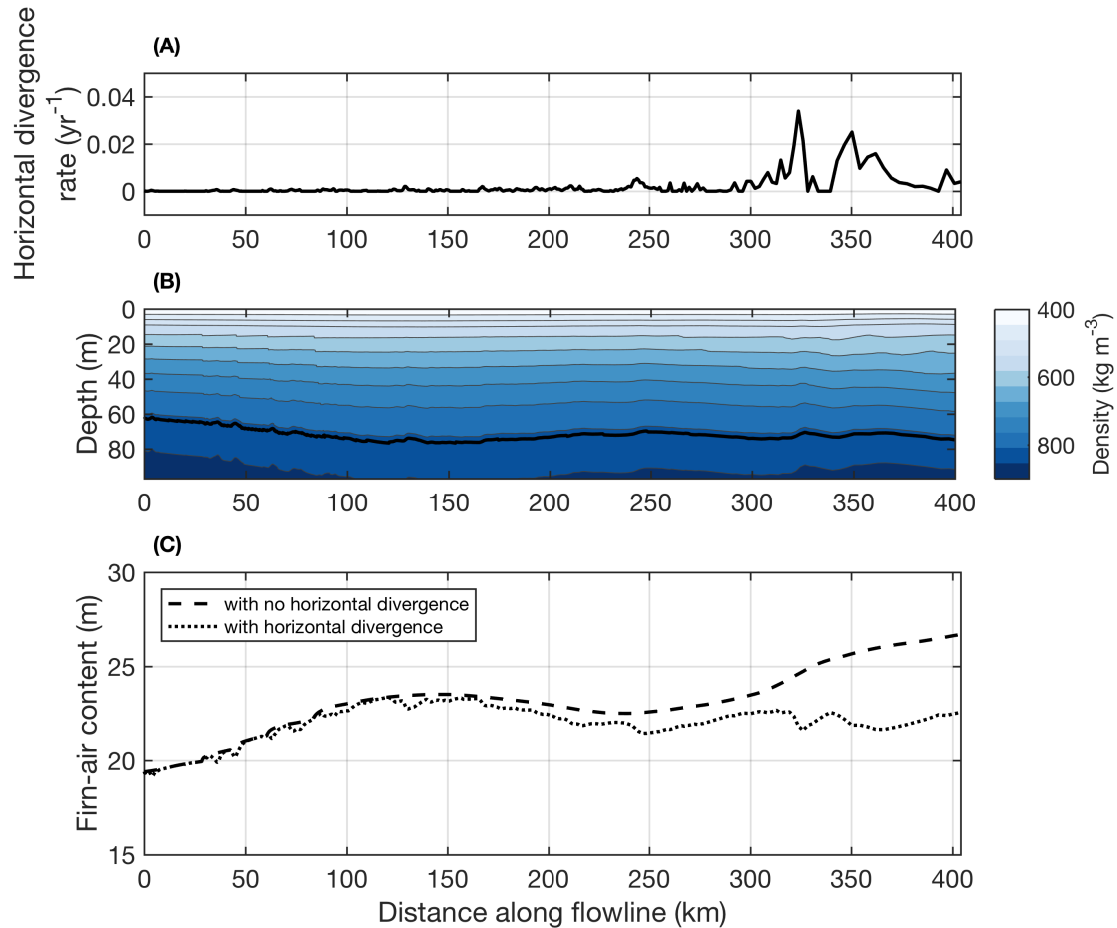 (A)
Horizontal divergence
rate (yr⁻¹)
0.04
0.02
0
0 50 100 150 200 250 300 350 400
(B)
Depth (m)
0
20
40
60
80
0 50 100 150 200 250 300 350 400
400
600
800
Density (kg m⁻³)
(C)
Firn-air content (m)
30
25
20
15
with no horizontal divergence
with horizontal divergence
0 50 100 150 200 250 300 350 400
Distance along flowline (km)